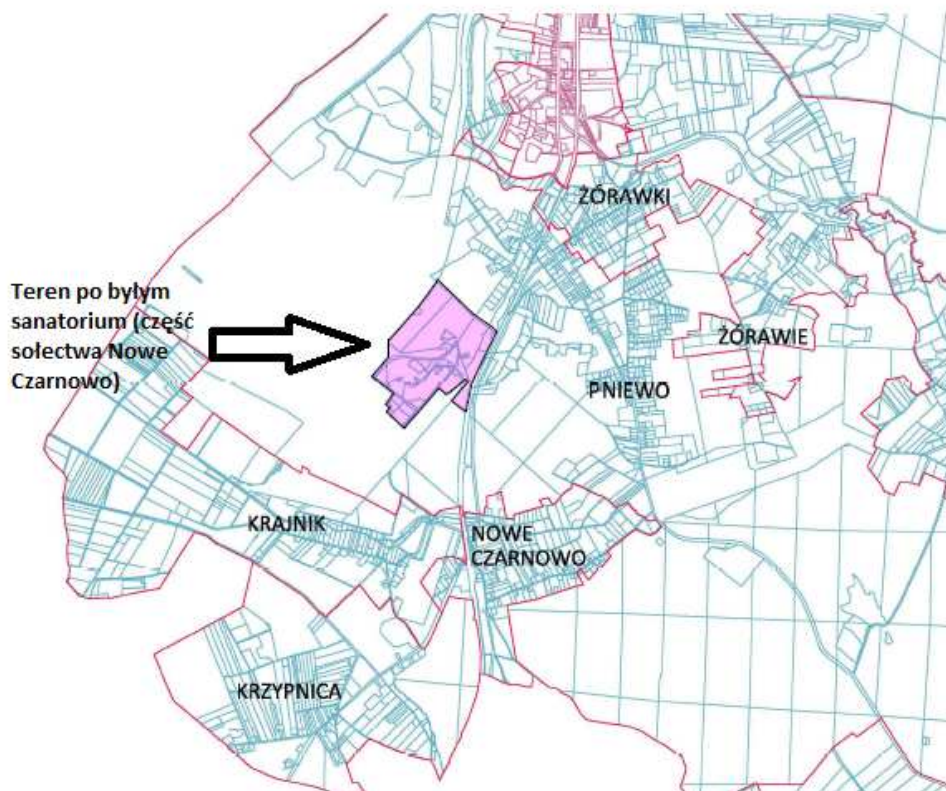 ŻÓRAWKI
Teren po byłym
sanatorium (część
sołectwa Nowe
Czarnowo)
ŻÓRAWIE
PNIEWO
KRAJNIK
NOWE
CZARNOWO
KRZYPNICA